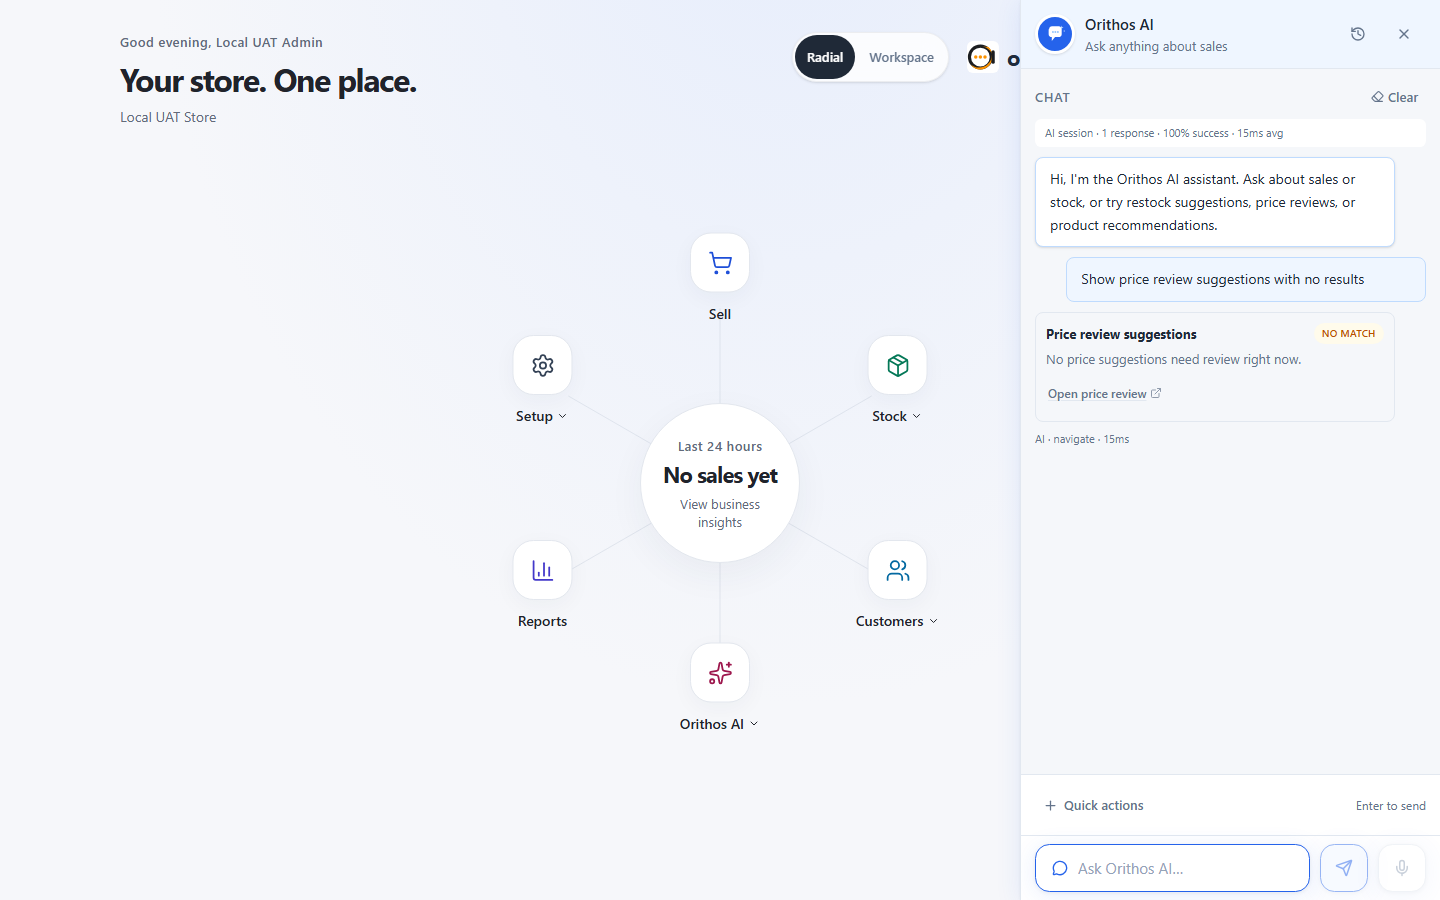 Good evening, Local UAT Admin
Your store. One place.
Local UAT Store
Radial
Workspace
o
Sell
Setup
Stock
Last 24 hours
No sales yet
View business
insights
Reports
Customers
Orithos AI
Orithos AI
Ask anything about sales
CHAT
Clear
AI session · 1 response · 100% success · 15ms avg
Hi, I'm the Orithos AI assistant. Ask about sales or
stock, or try restock suggestions, price reviews, or
product recommendations.
Show price review suggestions with no results
Price review suggestions
NO MATCH
No price suggestions need review right now.
Open price review
AI · navigate · 15ms
Quick actions
Enter to send
Ask Orithos AI...